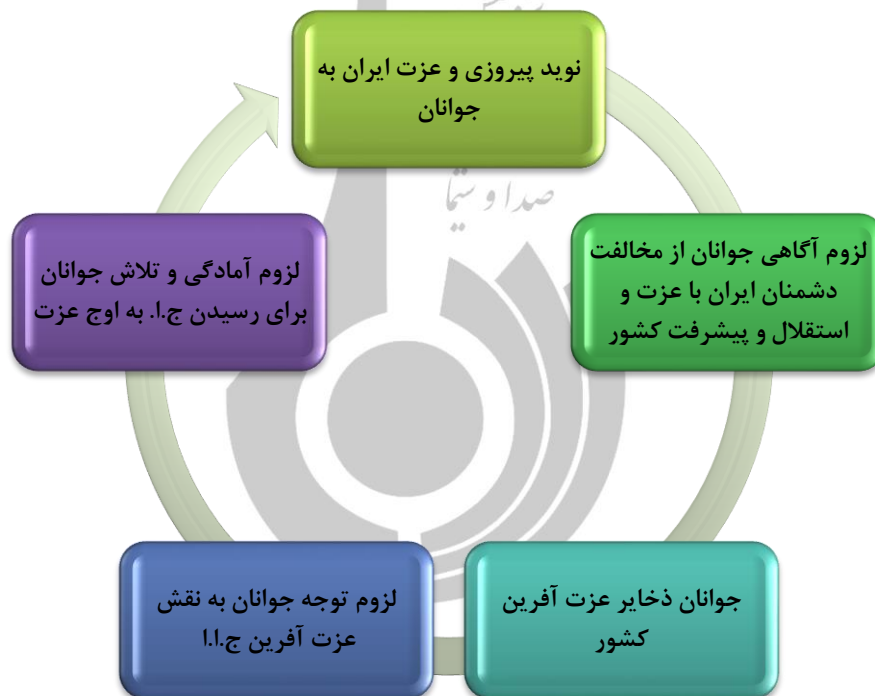 نوید پیروزی و عزت ایران به
جوانان
صدا و سیما
لزوم آگاهی جوانان از مخالفت
دشمنان ایران با عزت و
استقلال و پیشرفت کشور
جوانان ذخایر عزت آفرین
کشور
لزوم توجه جوانان به نقش
عزت آفرین ج.ا.ا
لزوم آمادگی و تلاش جوانان
برای رسیدن ج.ا. به اوج عزت